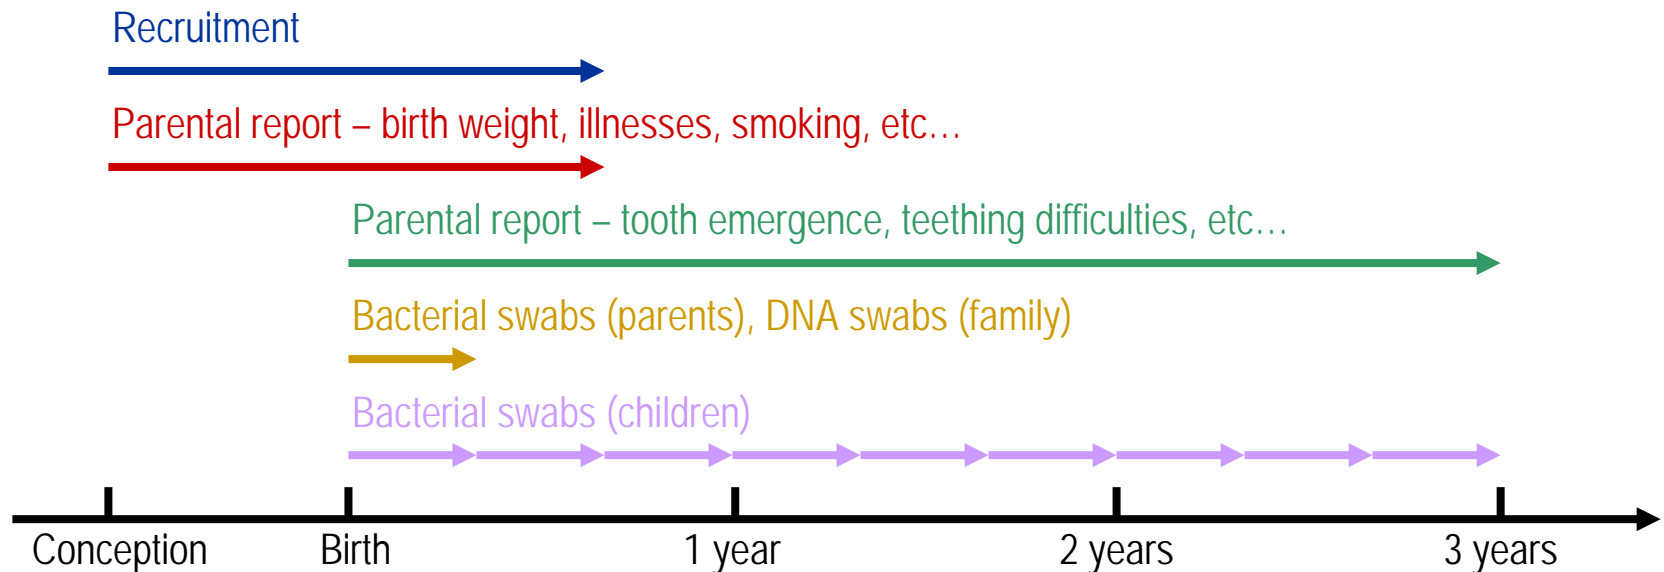 Recruitment
Parental report – birth weight, illnesses, smoking, etc…
Parental report – tooth emergence, teething difficulties, etc…
Bacterial swabs (parents), DNA swabs (family)
Bacterial swabs (children)
Conception Birth 1 year 2 years 3 years